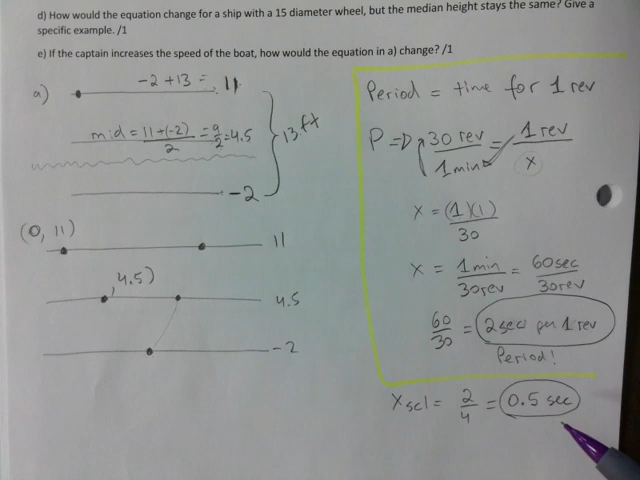 d) How would the equation change for a ship with a 15 diameter wheel, but the median height stays the same? Give a
specific example. /1
e) If the captain increases the speed of the boat, how would the equation in a) change? /1
a)
-2 +13 = 11
mid = 11+(-2)/2 = 9/2 = 4.5
13 ft
-2
(0, 11)
11
, 4.5)
4.5
-2
Period = time for 1 rev
P => 30 rev/1 min = 1 rev/x
x = (1)(1)/30
x = 1 min/30 rev = 60 sec/30 rev
60/30 = 2 sec per 1 rev
Period!
Xscl = 2/4 = 0.5 sec